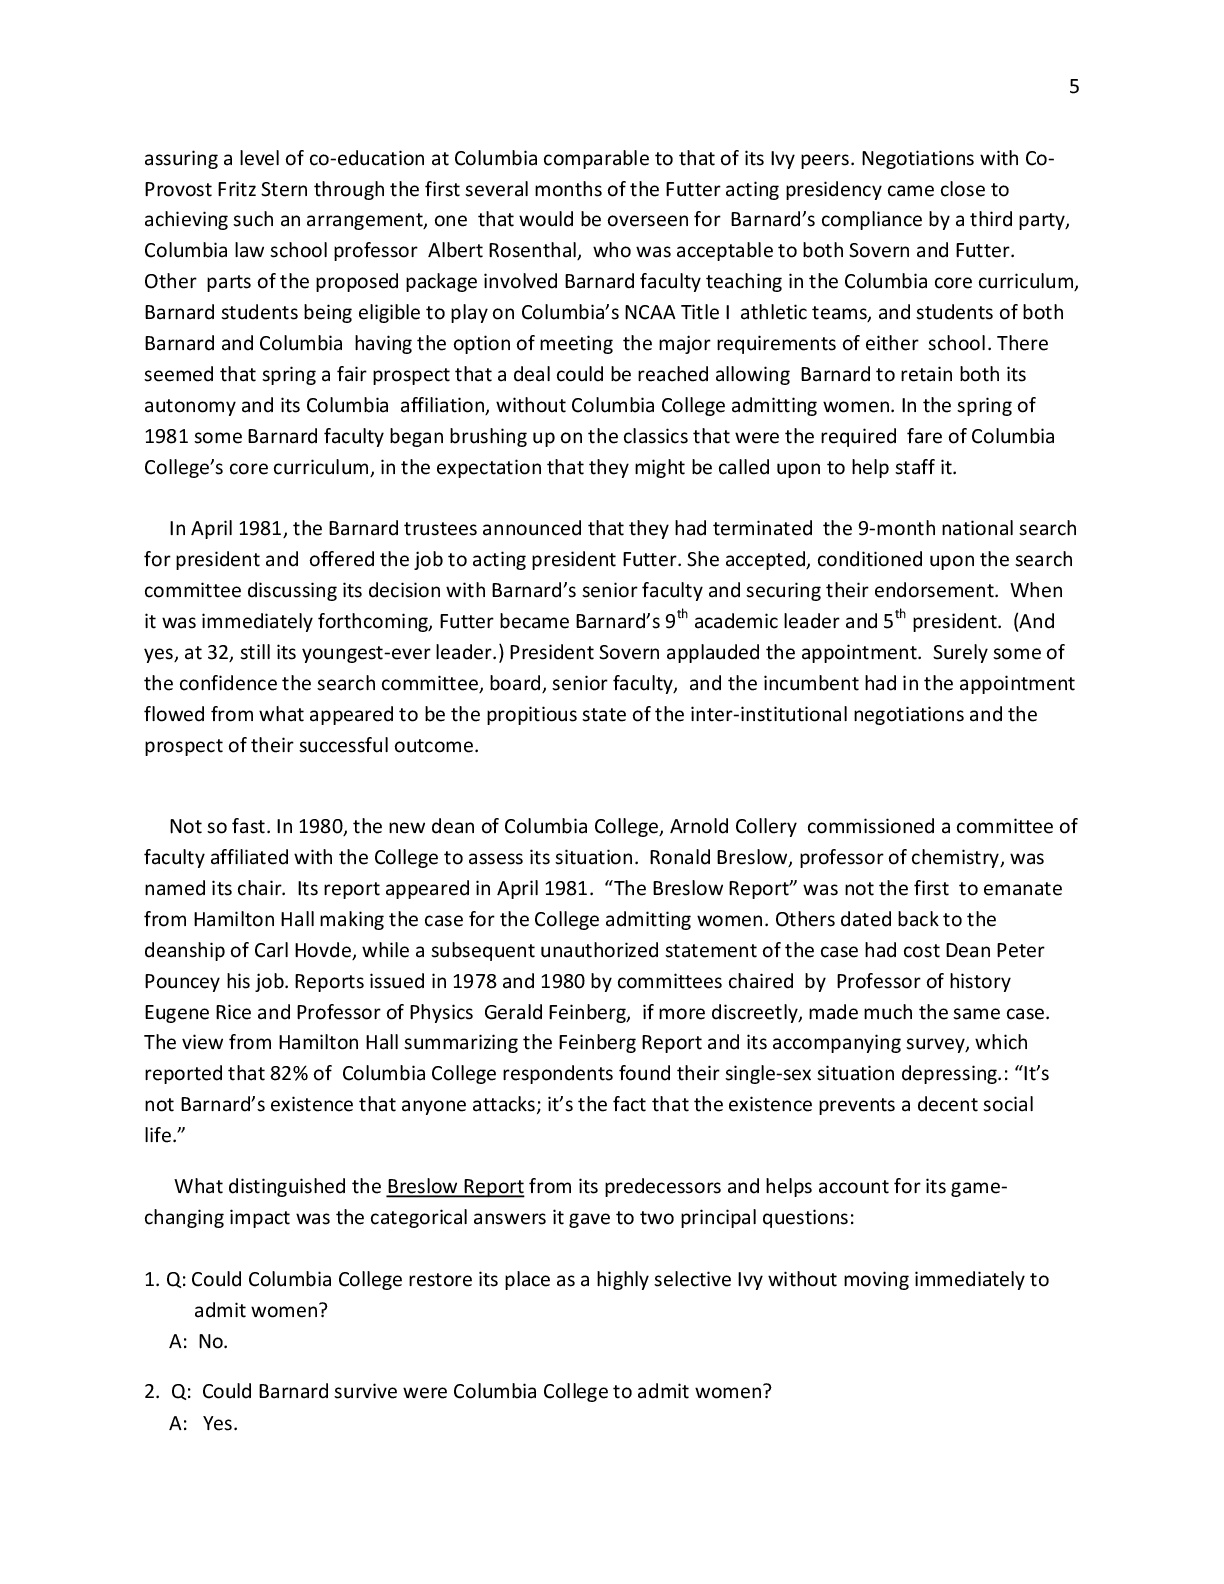 5
assuring a level of co-education at Columbia comparable to that of its Ivy peers. Negotiations with Co-
Provost Fritz Stern through the first several months of the Futter acting presidency came close to
achieving such an arrangement, one that would be overseen for Barnard’s compliance by a third party,
Columbia law school professor Albert Rosenthal, who was acceptable to both Sovern and Futter.
Other parts of the proposed package involved Barnard faculty teaching in the Columbia core curriculum,
Barnard students being eligible to play on Columbia’s NCAA Title I athletic teams, and students of both
Barnard and Columbia having the option of meeting the major requirements of either school. There
seemed that spring a fair prospect that a deal could be reached allowing Barnard to retain both its
autonomy and its Columbia affiliation, without Columbia College admitting women. In the spring of
1981 some Barnard faculty began brushing up on the classics that were the required fare of Columbia
College’s core curriculum, in the expectation that they might be called upon to help staff it.
In April 1981, the Barnard trustees announced that they had terminated the 9-month national search
for president and offered the job to acting president Futter. She accepted, conditioned upon the search
committee discussing its decision with Barnard’s senior faculty and securing their endorsement. When
it was immediately forthcoming, Futter became Barnard’s 9th academic leader and 5th president. (And
yes, at 32, still its youngest-ever leader.) President Sovern applauded the appointment. Surely some of
the confidence the search committee, board, senior faculty, and the incumbent had in the appointment
flowed from what appeared to be the propitious state of the inter-institutional negotiations and the
prospect of their successful outcome.
Not so fast. In 1980, the new dean of Columbia College, Arnold Collery commissioned a committee of
faculty affiliated with the College to assess its situation. Ronald Breslow, professor of chemistry, was
named its chair. Its report appeared in April 1981. “The Breslow Report” was not the first to emanate
from Hamilton Hall making the case for the College admitting women. Others dated back to the
deanship of Carl Hovde, while a subsequent unauthorized statement of the case had cost Dean Peter
Pouncey his job. Reports issued in 1978 and 1980 by committees chaired by Professor of history
Eugene Rice and Professor of Physics Gerald Feinberg, if more discreetly, made much the same case.
The view from Hamilton Hall summarizing the Feinberg Report and its accompanying survey, which
reported that 82% of Columbia College respondents found their single-sex situation depressing.: “It’s
not Barnard’s existence that anyone attacks; it’s the fact that the existence prevents a decent social
life.”
What distinguished the Breslow Report from its predecessors and helps account for its game-
changing impact was the categorical answers it gave to two principal questions:
1. Q: Could Columbia College restore its place as a highly selective Ivy without moving immediately to
admit women?
A: No.
2. Q: Could Barnard survive were Columbia College to admit women?
A: Yes.